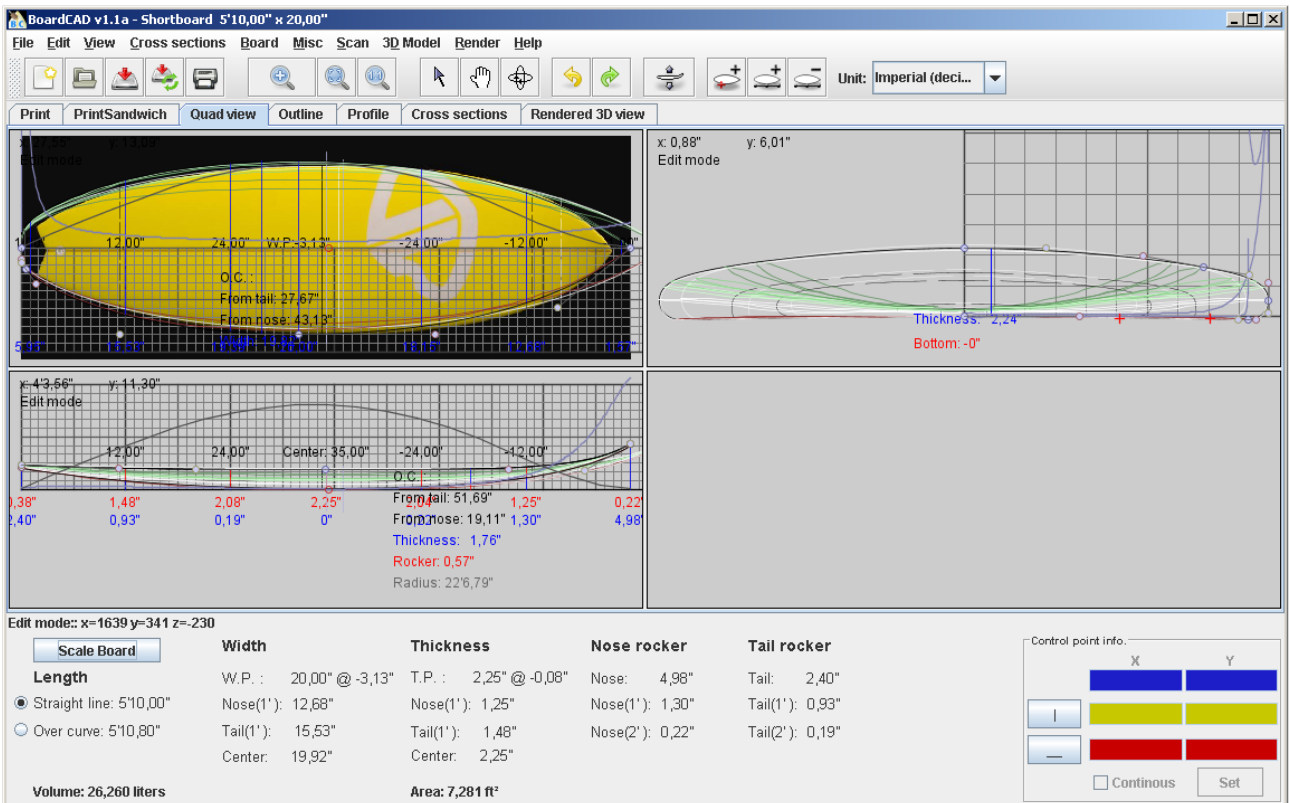 BoardCAD v1.1a - Shortboard 5'10,00" x 20,00"
File Edit View Cross sections Board Misc Scan 3D Model Render Help
Unit: Imperial (deci...
Print PrintSandwich Quad view Outline Profile Cross sections Rendered 3D view
x: 27,55" y: 13,09"
Edit mode
12,00" 24,00" W.P:-3,13" -24,00" -12,00"
O.C. :
From tail: 27,67"
From nose: 43,13"
x: 0,88" y: 6,01"
Edit mode
Thickness: 2,24"
Bottom: -0"
x: 4'3,56" y: 11,30"
Edit mode
12,00" 24,00" Center: 35,00" -24,00" -12,00"
O.C. :
0,38" 1,48" 2,08" 2,25" 2,04" 1,25" 0,22"
From tail: 51,69"
2,40" 0,93" 0,19" 0" 0,22" 1,30" 4,98"
From nose: 19,11"
Thickness: 1,76"
Rocker: 0,57"
Radius: 22'6,79"
Edit mode:: x=1639 y=341 z=-230
Scale Board
Length
Straight line: 5'10,00"
Over curve: 5'10,80"
Volume: 26,260 liters
Width
W.P. : 20,00" @ -3,13"
Nose(1'): 12,68"
Tail(1'): 15,53"
Center: 19,92"
Thickness
T.P. : 2,25" @ -0,08"
Nose(1'): 1,25"
Tail(1'): 1,48"
Center: 2,25"
Area: 7,281 ft²
Nose rocker
Nose: 4,98"
Nose(1'): 1,30"
Nose(2'): 0,22"
Tail rocker
Tail: 2,40"
Tail(1'): 0,93"
Tail(2'): 0,19"
Control point info.
X Y
|
__
Continous Set